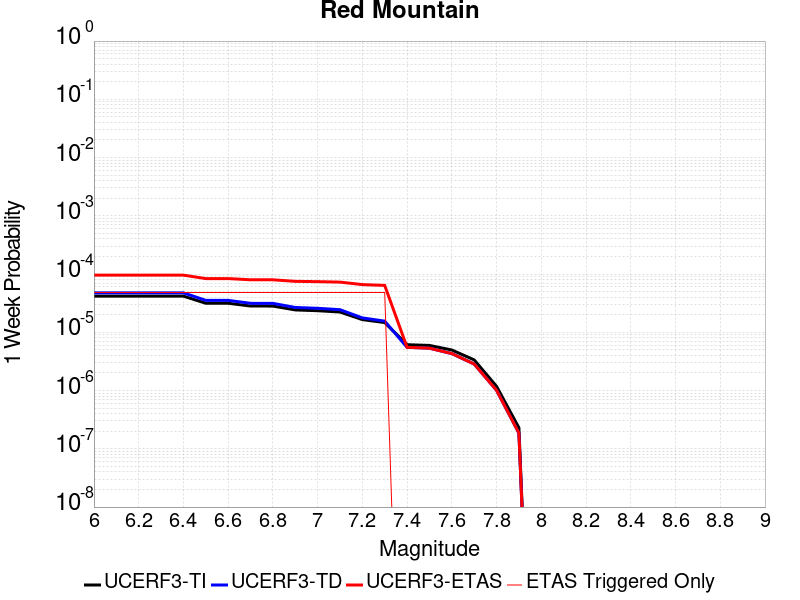 Red Mountain
10^0
10^-1
10^-2
10^-3
10^-4
10^-5
10^-6
10^-7
10^-8
1 Week Probability
6 6.2 6.4 6.6 6.8 7 7.2 7.4 7.6 7.8 8 8.2 8.4 8.6 8.8 9
Magnitude
UCERF3-TI UCERF3-TD UCERF3-ETAS ETAS Triggered Only